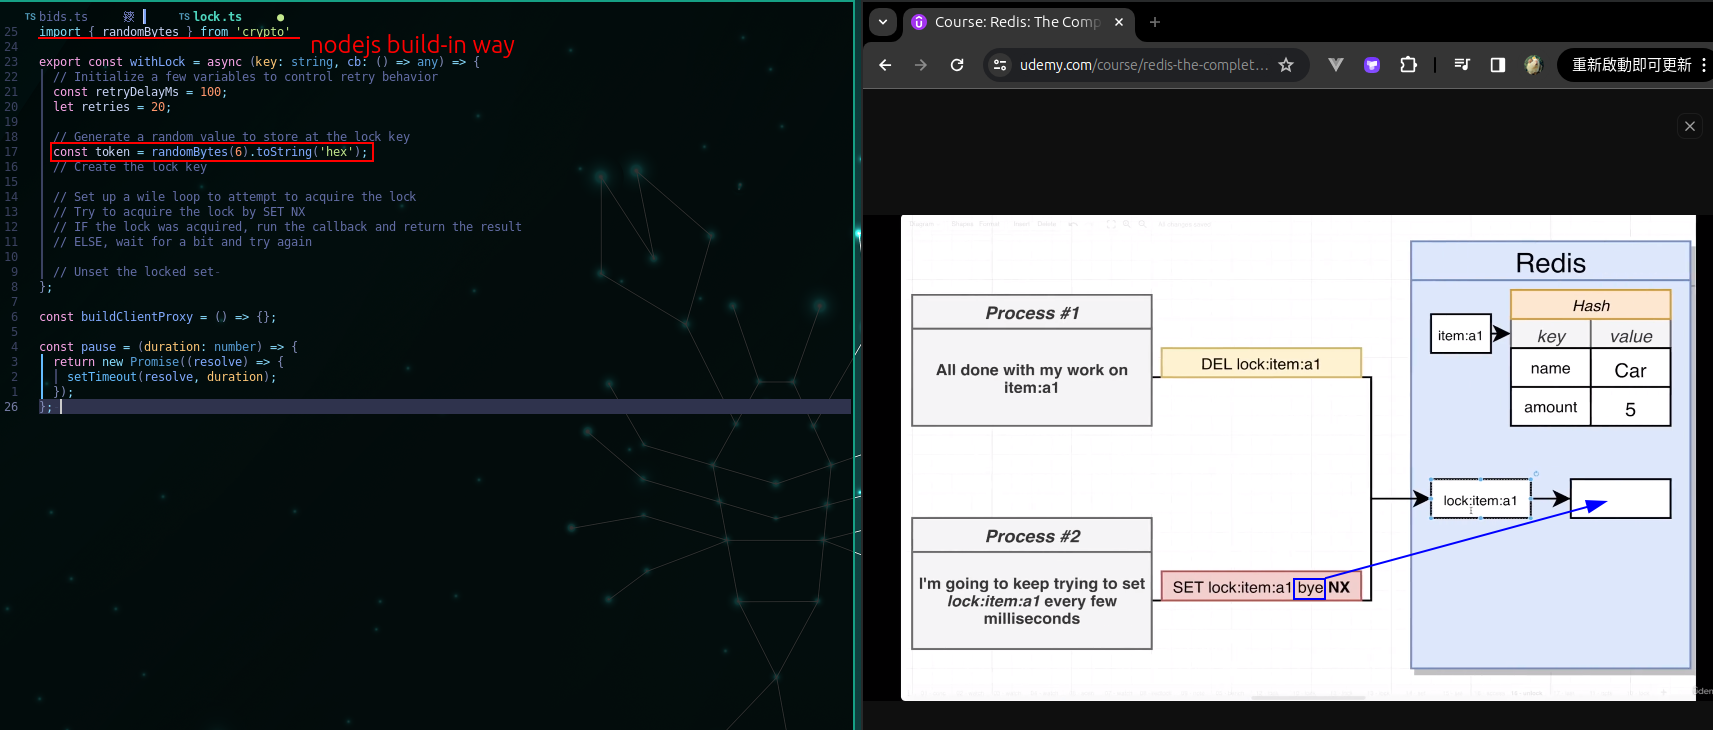 TS bids.ts
TS lock.ts
25 import { randomBytes } from 'crypto'
nodejs build-in way
24
23 export const withLock = async (key: string, cb: () => any) => {
22 // Initialize a few variables to control retry behavior
21 const retryDelayMs = 100;
20 let retries = 20;
19
18 // Generate a random value to store at the lock key
17 const token = randomBytes(6).toString('hex');
16 // Create the lock key
15
14 // Set up a wile loop to attempt to acquire the lock
13 // Try to acquire the lock by SET NX
12 // IF the lock was acquired, run the callback and return the result
11 // ELSE, wait for a bit and try again
10
9 // Unset the locked set-
8 };
7
6 const buildClientProxy = () => {};
5
4 const pause = (duration: number) => {
3 return new Promise((resolve) => {
2 setTimeout(resolve, duration);
1 });
26 };
Course: Redis: The Comp
udemy.com/course/redis-the-complet...
重新啟動即可更新
Redis
Process #1
All done with my work on
item:a1
DEL lock:item:a1
item:a1
Hash
key value
name Car
amount 5
lock:item:a1
Process #2
I'm going to keep trying to set
lock:item:a1 every few
milliseconds
SET lock:item:a1 bye NX